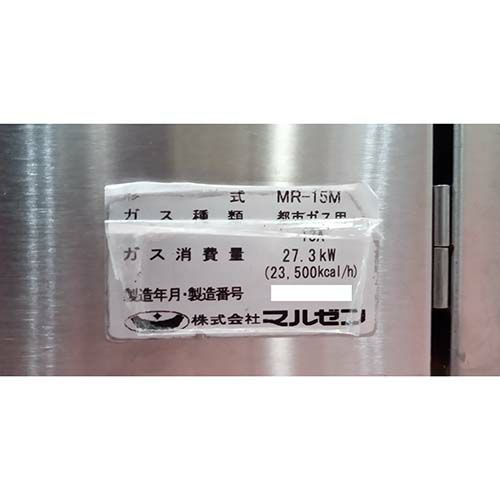 形 式 MR-15M
ガス種類 都市ガス用
13A
ガス消費量 27.3kW
(23,500kcal/h)
製造年月・製造番号
株式会社マルゼン